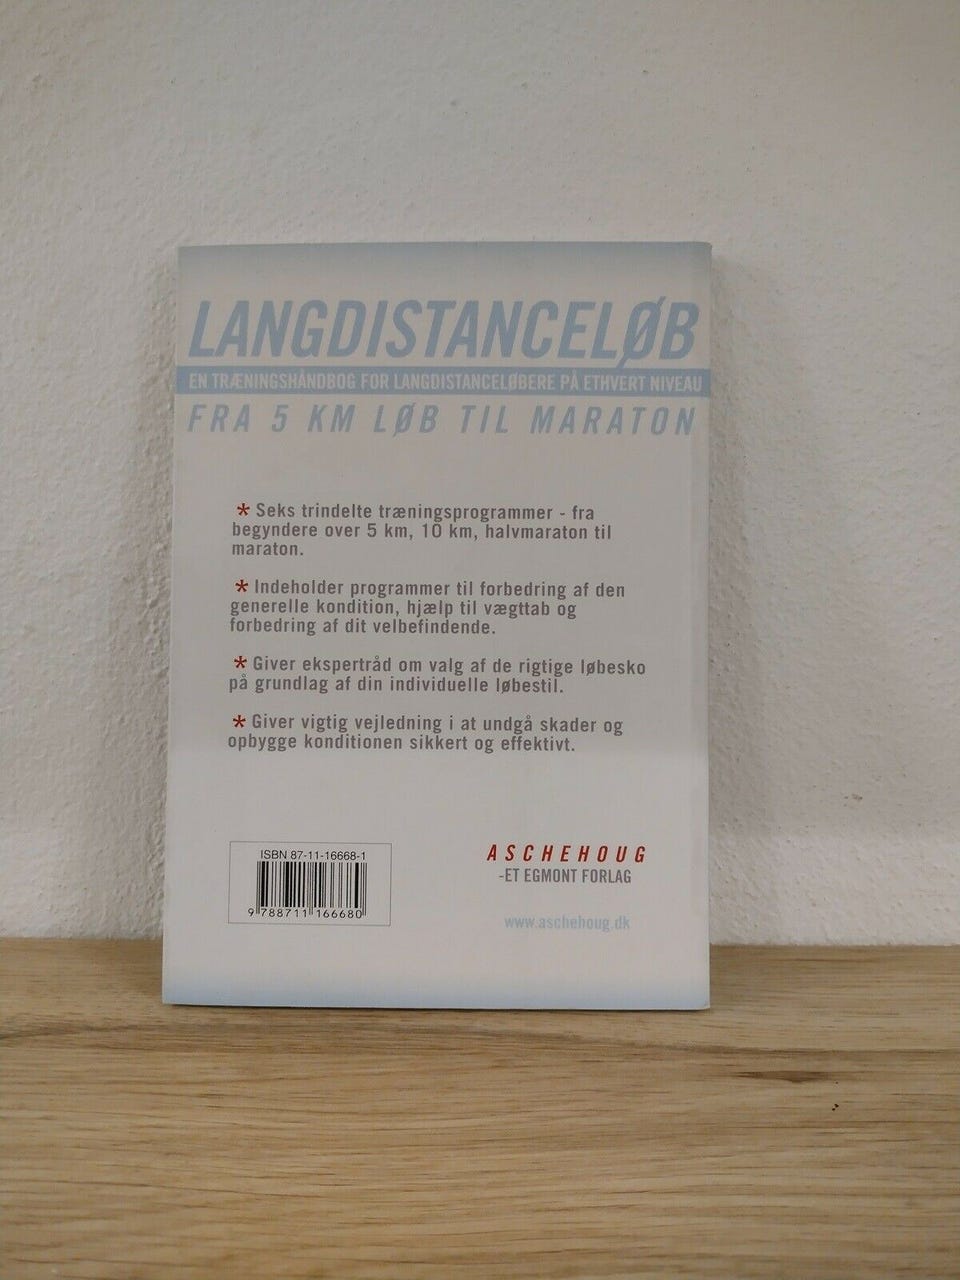 LANGDISTANCELØB
EN TRÆNINGSHÅNDBOG FOR LANGDISTANCELØBERE PÅ ETHVERT NIVEAU
FRA 5 KM LØB TIL MARATON
* Seks trindelte træningsprogrammer - fra
begyndere over 5 km, 10 km, halvmaraton til
maraton.
* Indeholder programmer til forbedring af den
generelle kondition, hjælp til vægttab og
forbedring af dit velbefindende.
* Giver ekspertråd om valg af de rigtige løbesko
på grundlag af din individuelle løbestil.
* Giver vigtig vejledning i at undgå skader og
opbygge konditionen sikkert og effektivt.
ISBN 87-11-16668-1
9 788711 166680
ASCHEHOUG
-ET EGMONT FORLAG
www.aschehoug.dk